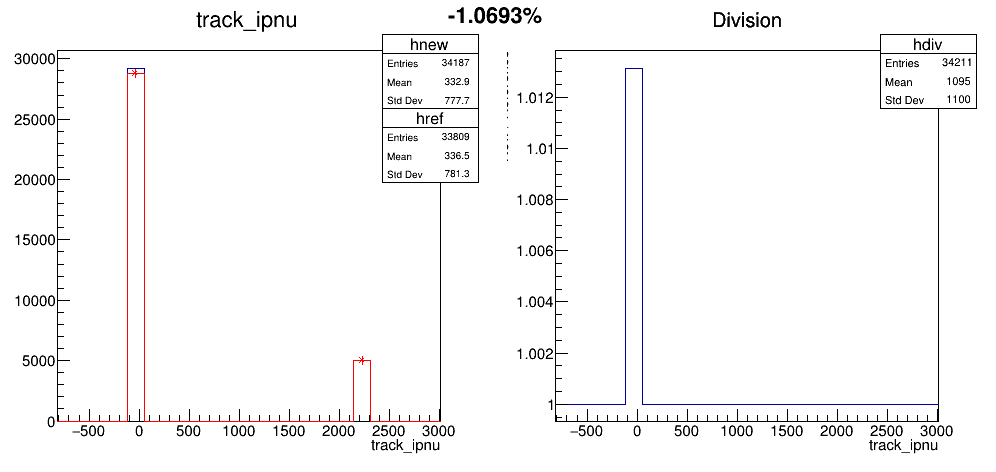 track_ipnu
-1.0693%
Division
hnew
Entries 34187
Mean 332.9
Std Dev 777.7
href
Entries 33809
Mean 336.5
Std Dev 781.3
30000
25000
20000
15000
10000
5000
0
−500 0 500 1000 1500 2000 2500 3000
track_ipnu
hdiv
Entries 34211
Mean 1095
Std Dev 1100
1.012
1.01
1.008
1.006
1.004
1.002
1
−500 0 500 1000 1500 2000 2500 3000
track_ipnu